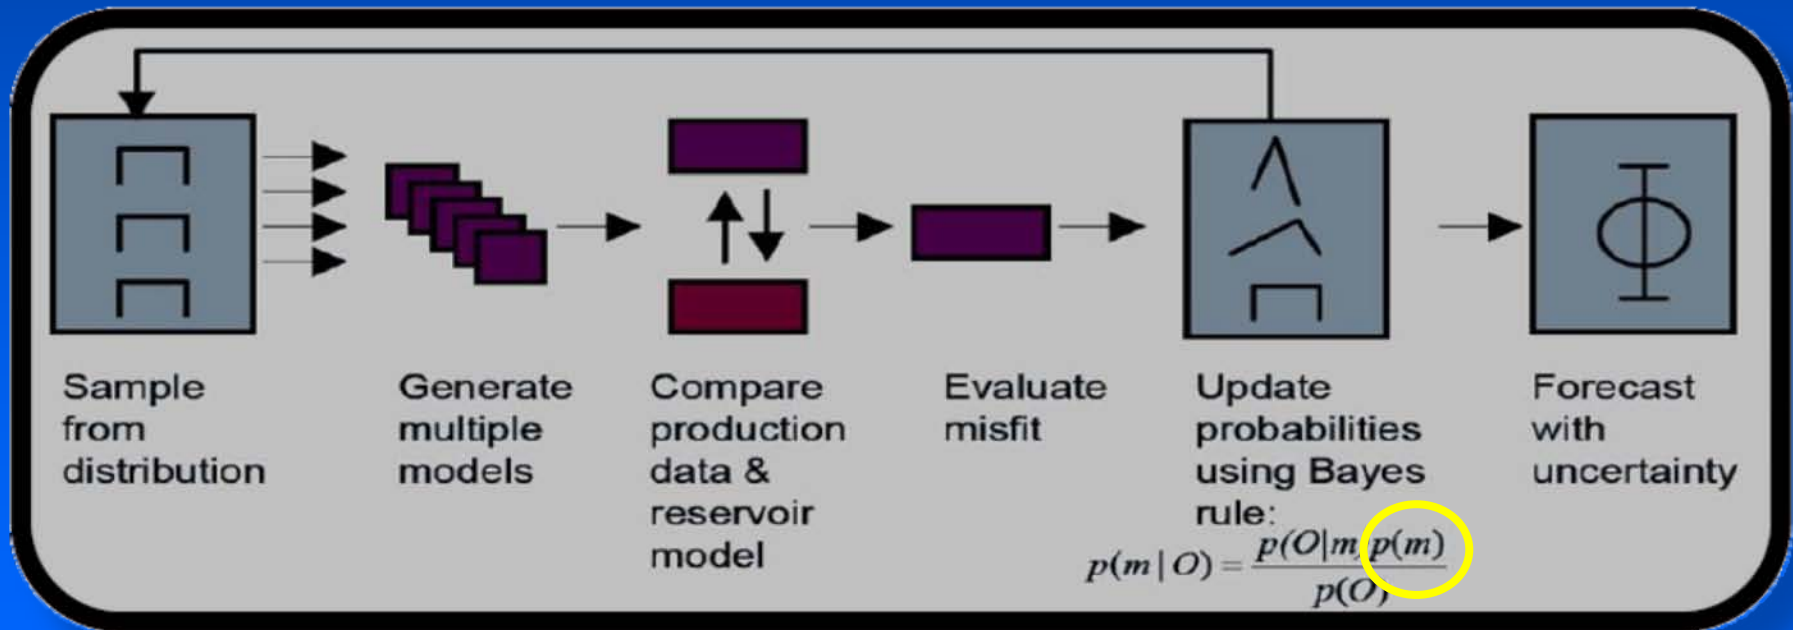 Sample
from
distribution
Generate
multiple
models
Compare
production
data &
reservoir
model
Evaluate
misfit
Update
probabilities
using Bayes
rule:
p(m | O) = p(O|m)p(m)
p(O)
Forecast
with
uncertainty